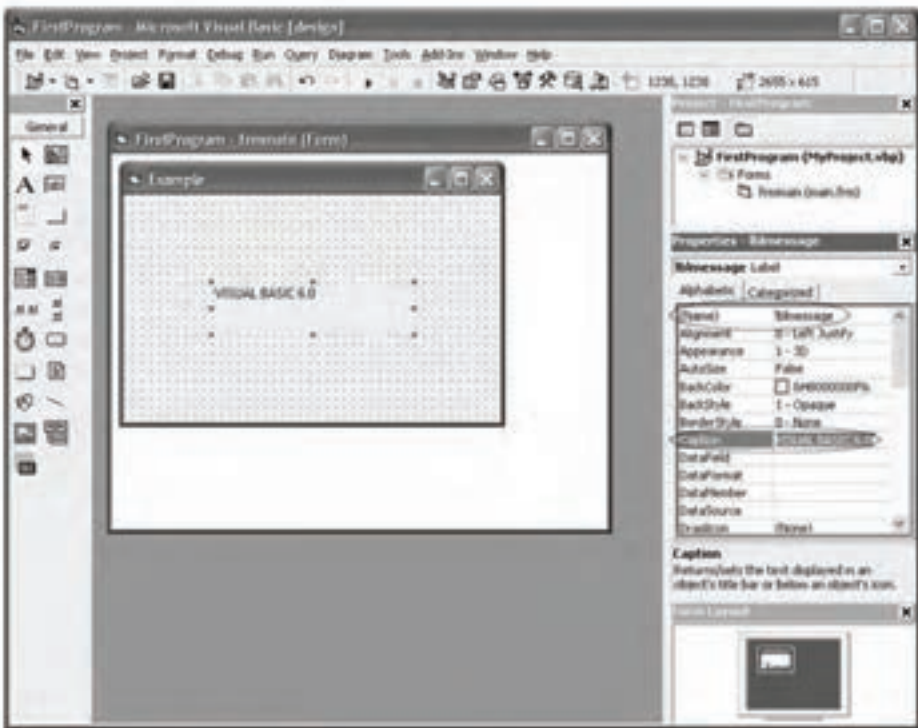 FirstProgram - Microsoft Visual Basic [design]
File Edit View Project Format Debug Run Query Diagram Tools Add-Ins Window Help
1230, 1230
2655 x 615
General
Project - FirstProgram
FirstProgram (MyProject.vbp)
Forms
(main.frm)
FirstProgram - (Form)
Example
VISUAL BASIC 6.0
Properties - lblmessage
lblmessage Label
Alphabetic Categorized
(Name) lblmessage
Alignment 0 - Left Justify
Appearance 1 - 3D
AutoSize False
BackColor
BackStyle 1 - Opaque
BorderStyle 0 - None
Caption VISUAL BASIC 6.0
DataField
DataFormat
DataMember
DataSource
DragIcon (None)
Caption
Returns/sets the text displayed in an
object's title bar or below an object's icon.
Form Layout